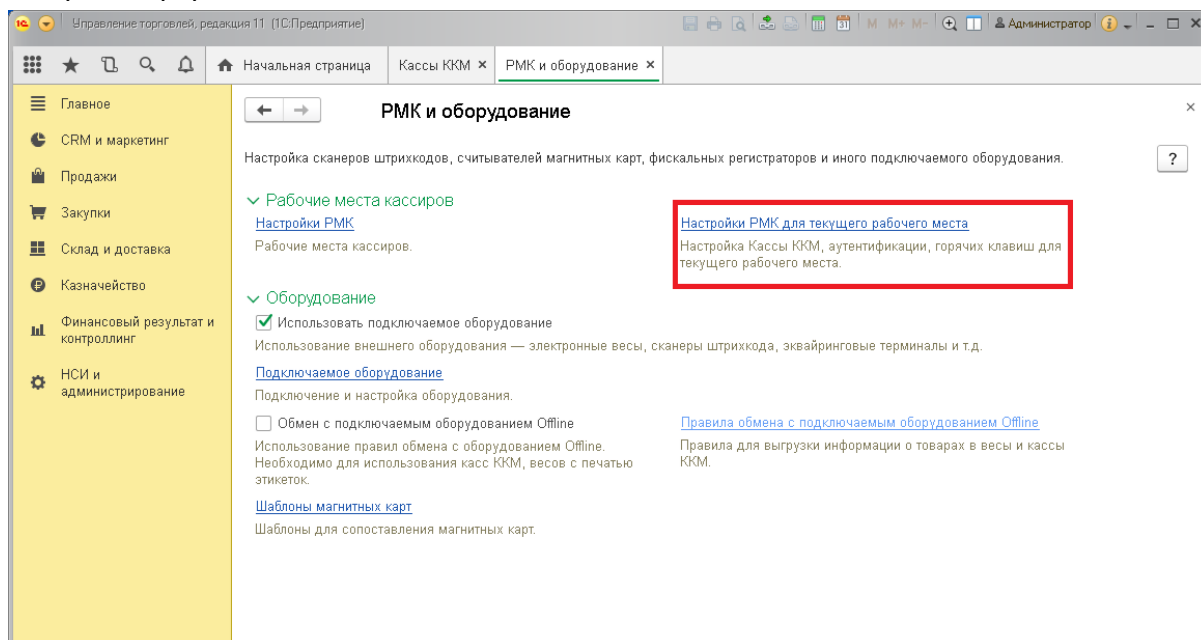 Управление торговлей, редакция 11 (1С:Предприятие)
M M+ M- Администратор
Начальная страница Кассы ККМ × РМК и оборудование ×
Главное
CRM и маркетинг
Продажи
Закупки
Склад и доставка
Казначейство
Финансовый результат и
контроллинг
НСИ и
администрирование
РМК и оборудование
Настройка сканеров штрихкодов, считывателей магнитных карт, фискальных регистраторов и иного подключаемого оборудования.
?
Рабочие места кассиров
Настройки РМК
Рабочие места кассиров.
Настройки РМК для текущего рабочего места
Настройка Кассы ККМ, аутентификации, горячих клавиш для
текущего рабочего места.
Оборудование
Использовать подключаемое оборудование
Использование внешнего оборудования — электронные весы, сканеры штрихкода, эквайринговые терминалы и т.д.
Подключаемое оборудование
Подключение и настройка оборудования.
Обмен с подключаемым оборудованием Offline
Использование правил обмена с оборудованием Offline.
Необходимо для использования касс ККМ, весов с печатью
этикеток.
Правила обмена с подключаемым оборудованием Offline
Правила для выгрузки информации о товарах в весы и кассы
ККМ.
Шаблоны магнитных карт
Шаблоны для сопоставления магнитных карт.